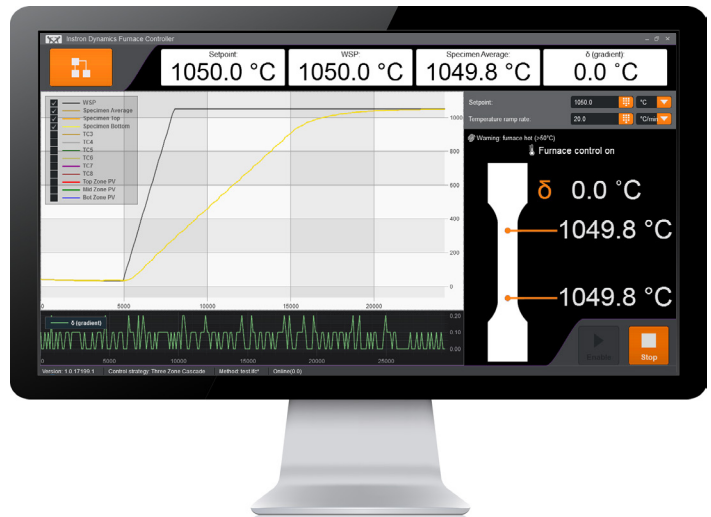 Instron Dynamics Furnace Controller
Setpoint:
1050.0 °C
WSP:
1050.0 °C
Specimen Average:
1049.8 °C
δ (gradient):
0.0 °C
WSP
Specimen Average
Specimen Top
Specimen Bottom
TC3
TC4
TC5
TC6
TC7
TC8
Top Zone PV
Mid Zone PV
Bot Zone PV
1000
800
600
400
200
0
0 5000 10000 15000 20000
δ (gradient)
0.20
0.10
0.00
0 5000 10000 15000 20000 25000
Setpoint: 1050.0 °C
Temperature ramp rate: 20.0 °C/min
Warning: furnace hot (>50°C)
Furnace control on
δ 0.0 °C
1049.8 °C
1049.8 °C
Enable
Stop
Version: 1.0.17199.1 Control strategy: Three Zone Cascade Online(0.0)